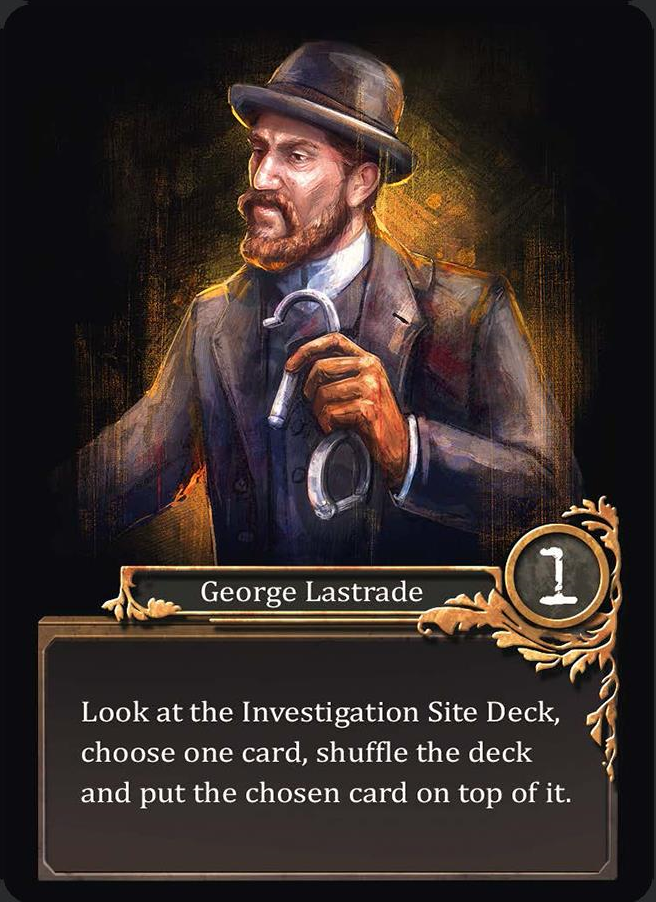 George Lastrade
1
Look at the Investigation Site Deck,
choose one card, shuffle the deck
and put the chosen card on top of it.